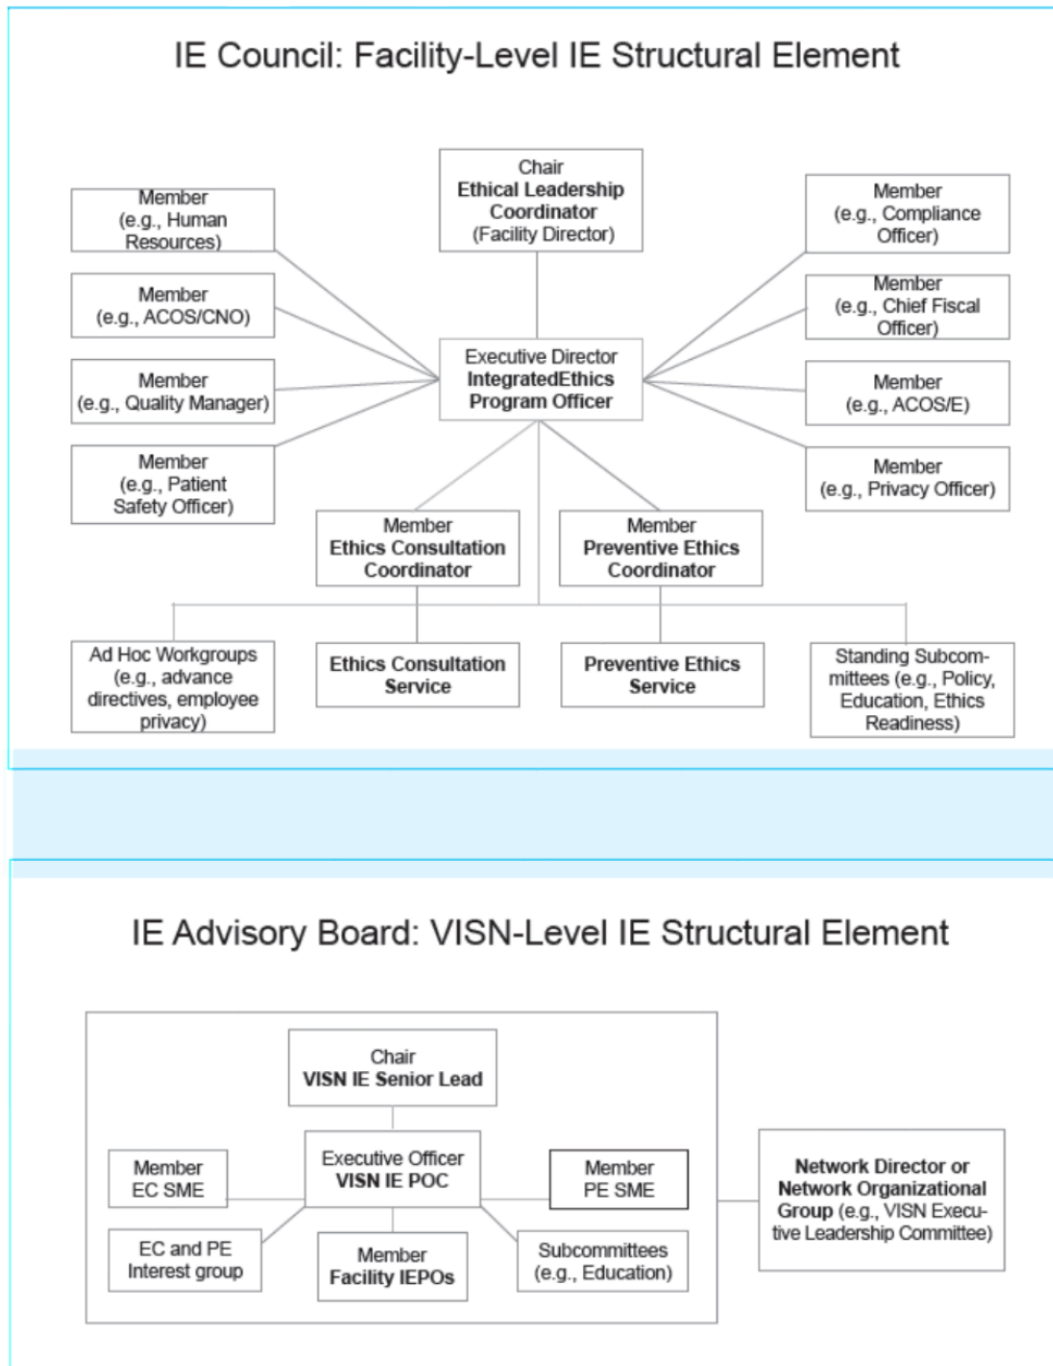 IE Council: Facility-Level IE Structural Element
Chair
Ethical Leadership
Coordinator
(Facility Director)
Member
(e.g., Human
Resources)
Member
(e.g., ACOS/CNO)
Member
(e.g., Quality Manager)
Member
(e.g., Patient
Safety Officer)
Executive Director
IntegratedEthics
Program Officer
Member
(e.g., Compliance
Officer)
Member
(e.g., Chief Fiscal
Officer)
Member
(e.g., ACOS/E)
Member
(e.g., Privacy Officer)
Member
Ethics Consultation
Coordinator
Member
Preventive Ethics
Coordinator
Ad Hoc Workgroups
(e.g., advance
directives, employee
privacy)
Ethics Consultation
Service
Preventive Ethics
Service
Standing Subcom-
mittees (e.g., Policy,
Education, Ethics
Readiness)
IE Advisory Board: VISN-Level IE Structural Element
Chair
VISN IE Senior Lead
Member
EC SME
Executive Officer
VISN IE POC
Member
PE SME
EC and PE
Interest group
Member
Facility IEPOs
Subcommittees
(e.g., Education)
Network Director or
Network Organizational
Group (e.g., VISN Execu-
tive Leadership Committee)